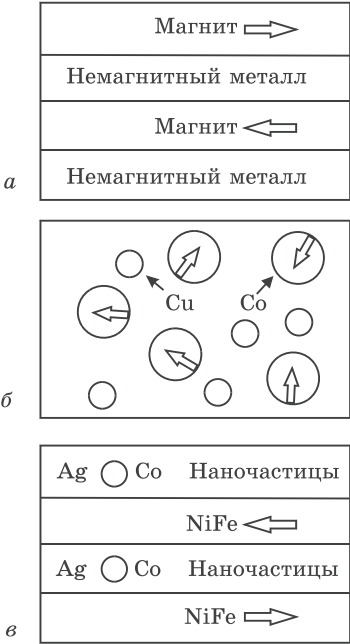 Магнит
Немагнитный металл
Магнит
Немагнитный металл
а
Cu Co
б
Ag Co Наночастицы
NiFe
Ag Co Наночастицы
NiFe
в